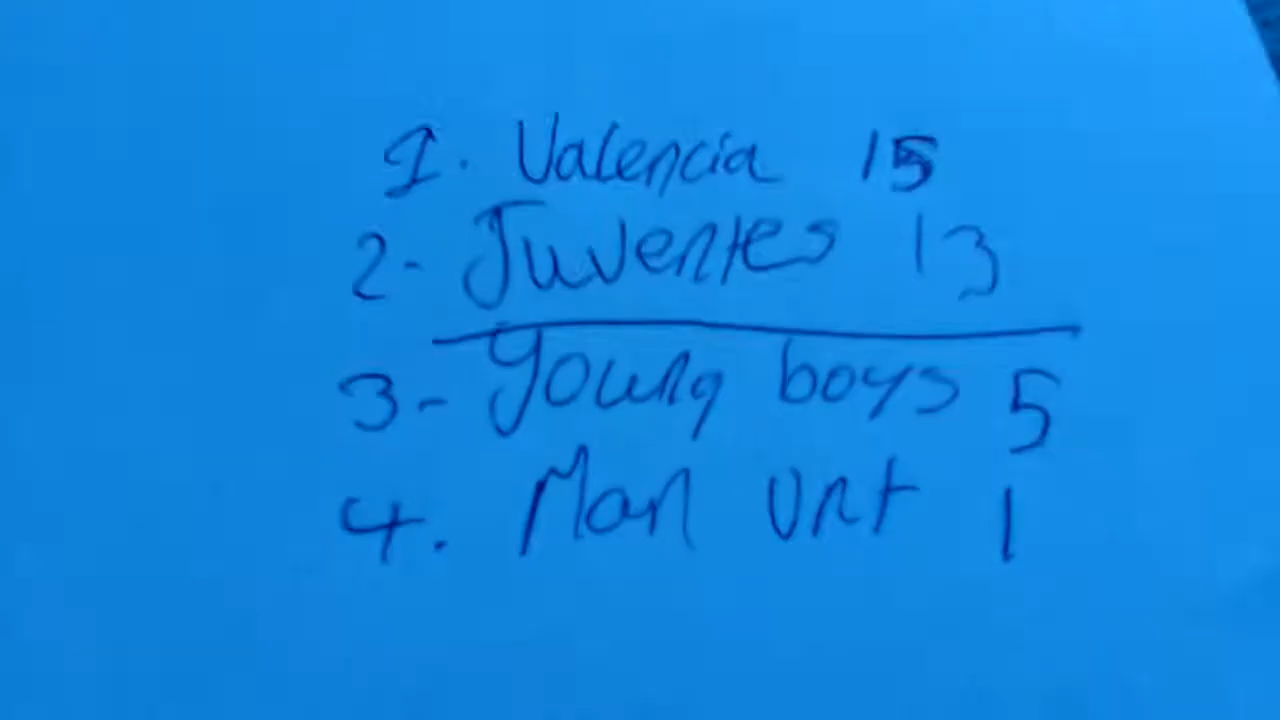 1. Valencia 15
2- Juventes 13
3- Young boys 5
4. Man Unt 1